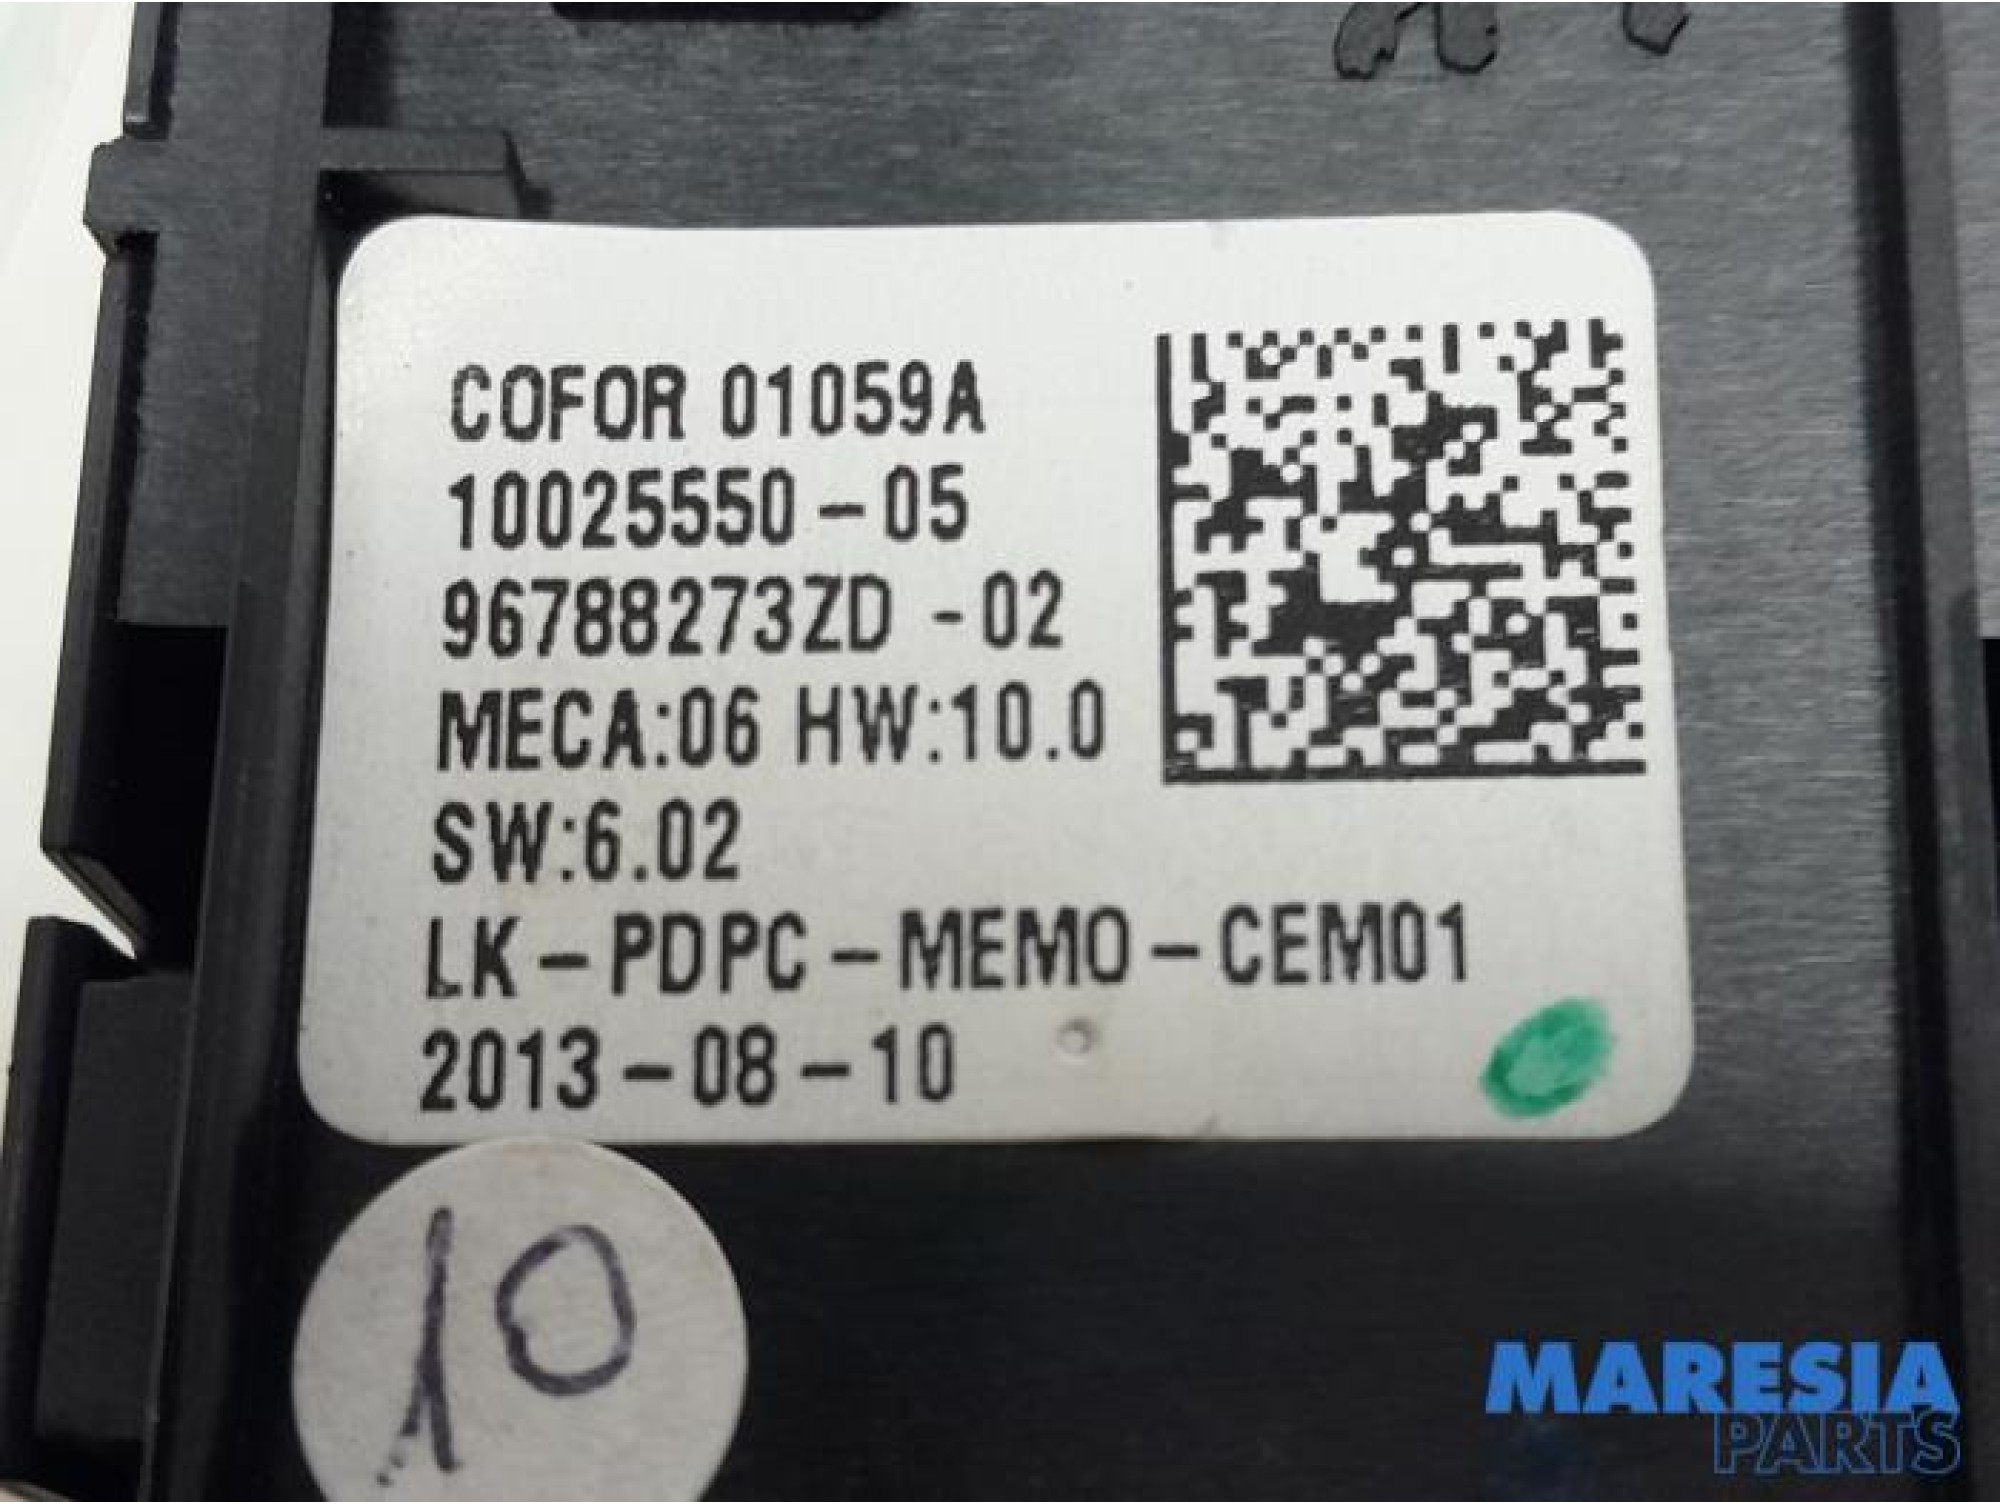 COFOR 01059A
10025550-05
96788273ZD -02
MECA:06 HW:10.0
SW:6.02
LK-PDPC-MEMO-CEM01
2013-08-10
10
MARESIA
PARTS